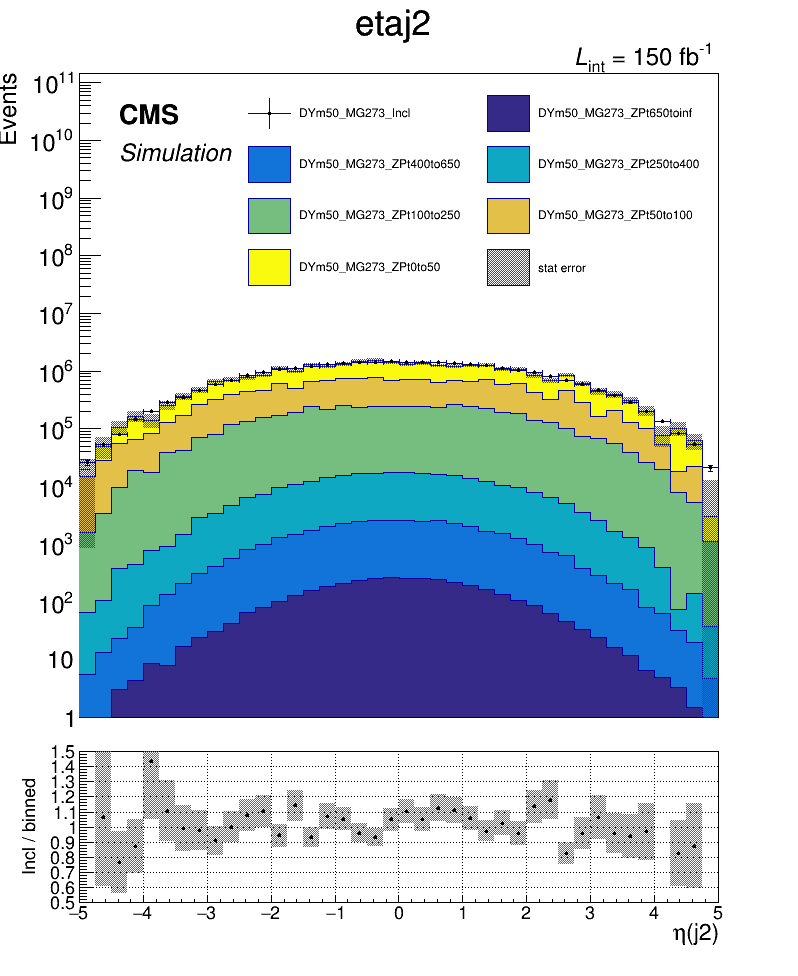 etaj2
L_int = 150 fb^-1
Events
10^11
10^10
10^9
10^8
10^7
10^6
10^5
10^4
10^3
10^2
10
1
CMS
Simulation
DYm50_MG273_Incl
DYm50_MG273_ZPt650toinf
DYm50_MG273_ZPt400to650
DYm50_MG273_ZPt250to400
DYm50_MG273_ZPt100to250
DYm50_MG273_ZPt50to100
DYm50_MG273_ZPt0to50
stat error
Incl / binned
1.5
1.4
1.3
1.2
1.1
1
0.9
0.8
0.7
0.6
0.5
−5 −4 −3 −2 −1 0 1 2 3 4 5
η(j2)